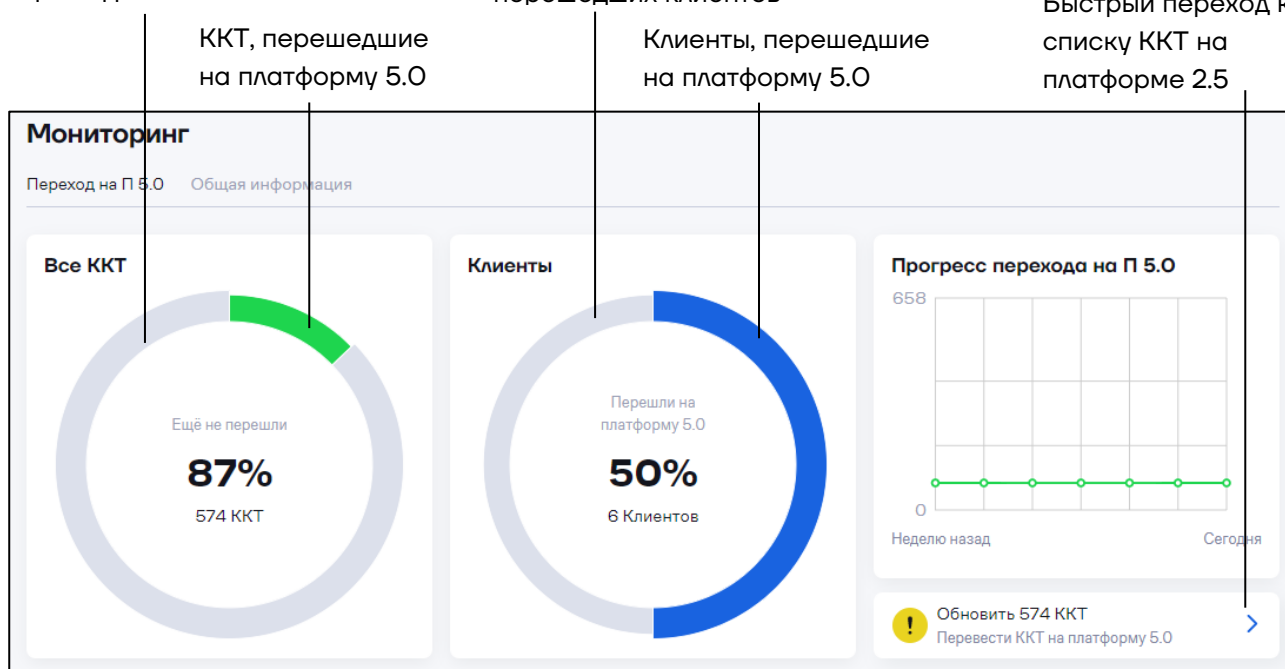 перешедших клиентов
Быстрый переход к
списку ККТ на
платформе 2.5
ККТ, перешедшие
на платформу 5.0
Клиенты, перешедшие
на платформу 5.0
Мониторинг
Переход на П 5.0 Общая информация
Все ККТ
Ещё не перешли
87%
574 ККТ
Клиенты
Перешли на
платформу 5.0
50%
6 Клиентов
Прогресс перехода на П 5.0
658
0
Неделю назад Сегодня
!
Обновить 574 ККТ
Перевести ККТ на платформу 5.0